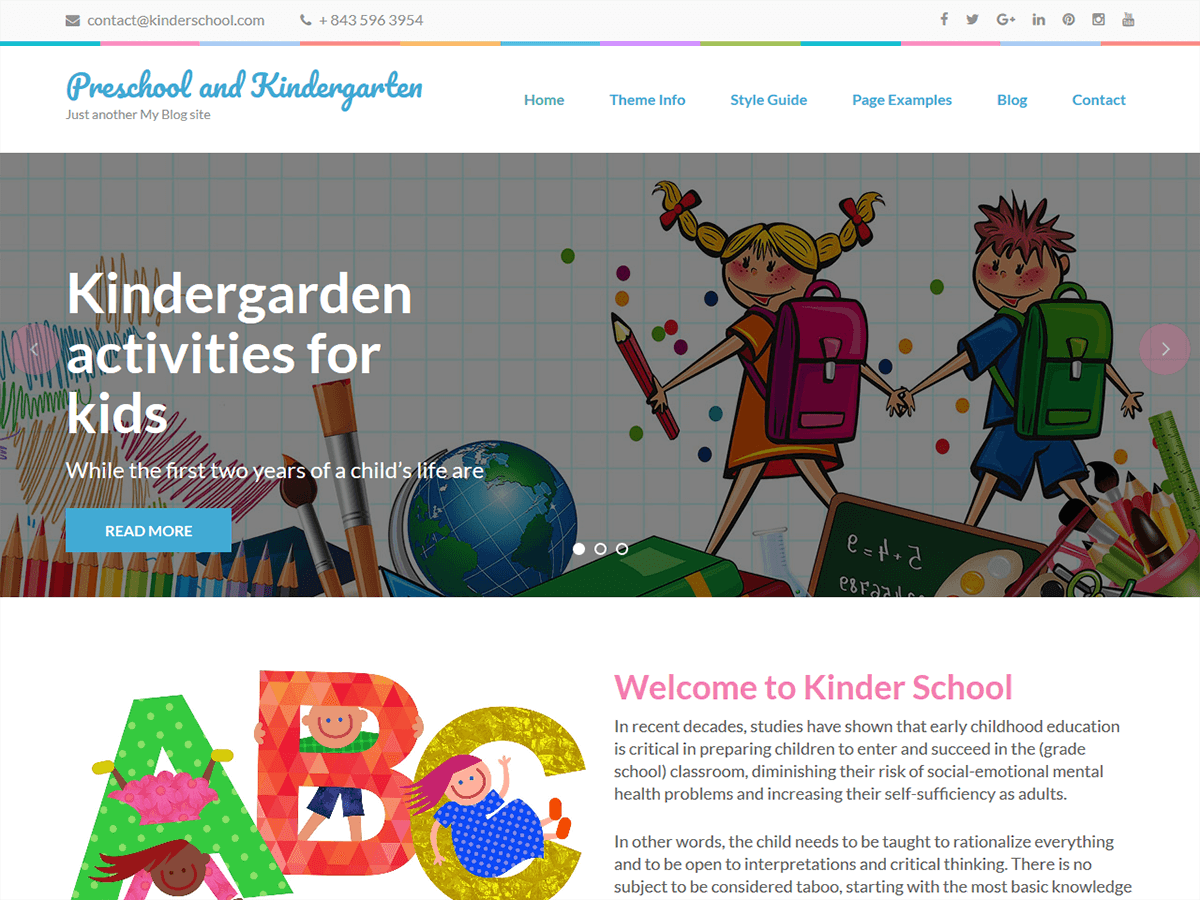 contact@kinderschool.com
+ 843 596 3954
Preschool and Kindergarten
Just another My Blog site
Home
Theme Info
Style Guide
Page Examples
Blog
Contact
Kindergarden
activities for
kids
While the first two years of a child’s life are
READ MORE
ABC
Welcome to Kinder School
In recent decades, studies have shown that early childhood education
is critical in preparing children to enter and succeed in the (grade
school) classroom, diminishing their risk of social-emotional mental
health problems and increasing their self-sufficiency as adults.
In other words, the child needs to be taught to rationalize everything
and to be open to interpretations and critical thinking. There is no
subject to be considered taboo, starting with the most basic knowledge